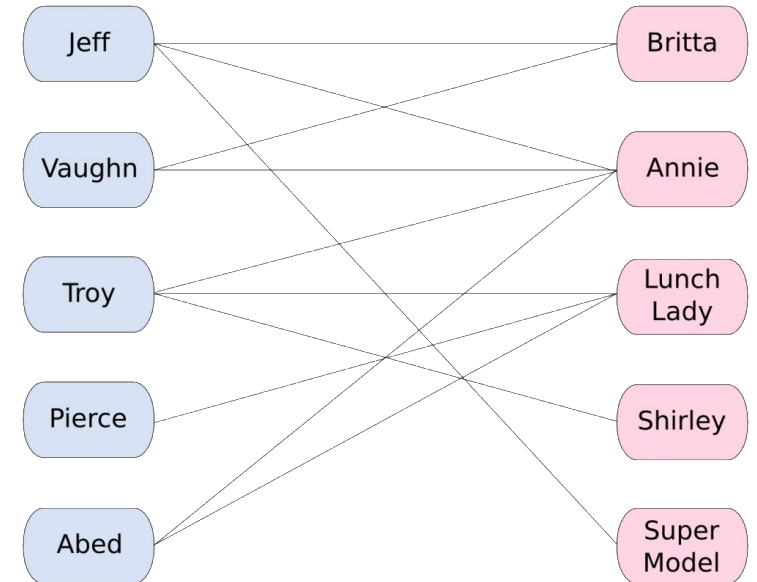 Jeff
Britta
Vaughn
Annie
Troy
Lunch
Lady
Pierce
Shirley
Abed
Super
Model